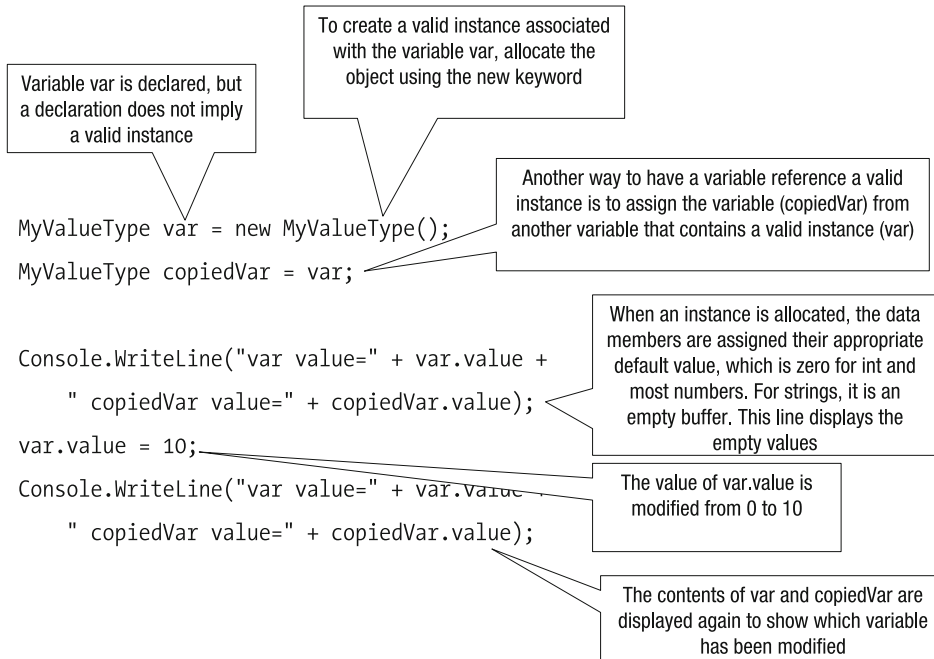 To create a valid instance associated
with the variable var, allocate the
object using the new keyword
Variable var is declared, but
a declaration does not imply
a valid instance
Another way to have a variable reference a valid
instance is to assign the variable (copiedVar) from
another variable that contains a valid instance (var)
MyValueType var = new MyValueType();
MyValueType copiedVar = var;
When an instance is allocated, the data
members are assigned their appropriate
default value, which is zero for int and
most numbers. For strings, it is an
empty buffer. This line displays the
empty values
Console.WriteLine("var value=" + var.value +
" copiedVar value=" + copiedVar.value);
var.value = 10;
The value of var.value is
modified from 0 to 10
Console.WriteLine("var value=" + var.value +
" copiedVar value=" + copiedVar.value);
The contents of var and copiedVar are
displayed again to show which variable
has been modified